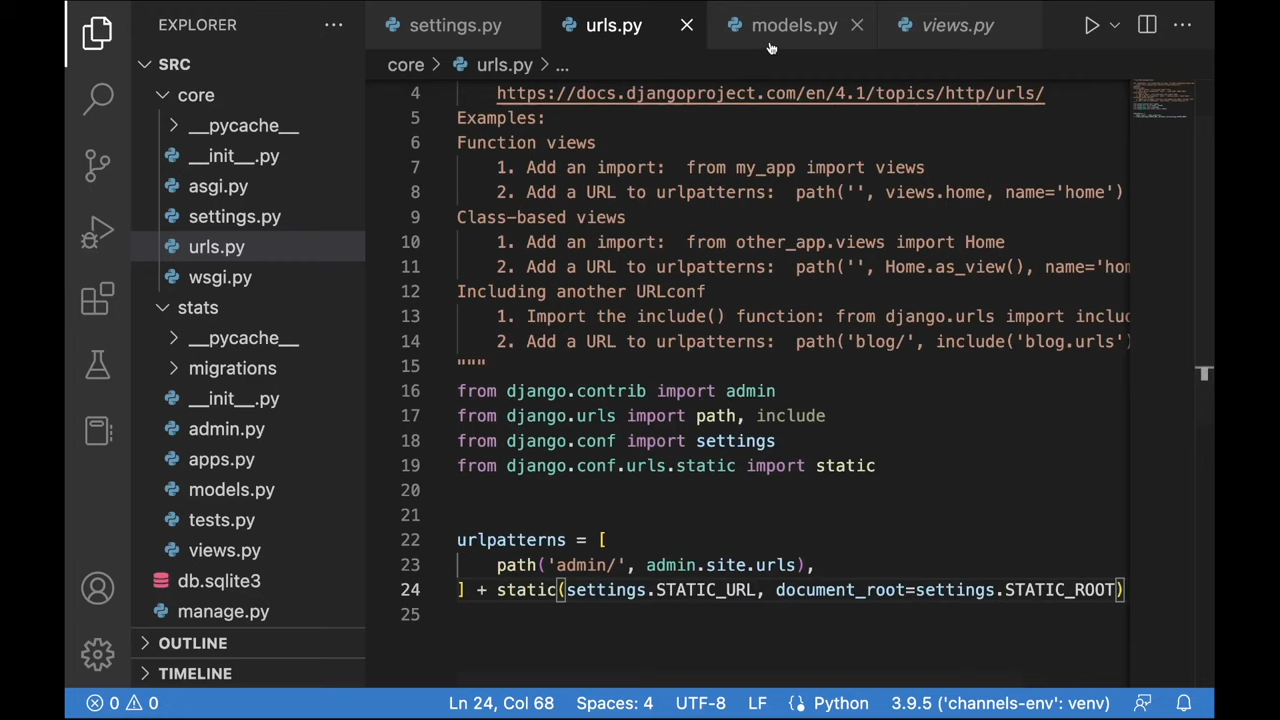 EXPLORER
settings.py
urls.py
models.py
views.py
SRC
core
__pycache__
__init__.py
asgi.py
settings.py
urls.py
wsgi.py
stats
__pycache__
migrations
__init__.py
admin.py
apps.py
models.py
tests.py
views.py
db.sqlite3
manage.py
OUTLINE
TIMELINE
core > urls.py > ...
4 https://docs.djangoproject.com/en/4.1/topics/http/urls/
5 Examples:
6 Function views
7 1. Add an import:  from my_app import views
8 2. Add a URL to urlpatterns:  path('', views.home, name='home')
9 Class-based views
10 1. Add an import:  from other_app.views import Home
11 2. Add a URL to urlpatterns:  path('', Home.as_view(), name='hom
12 Including another URLconf
13 1. Import the include() function: from django.urls import includ
14 2. Add a URL to urlpatterns:  path('blog/', include('blog.urls')
15 """
16 from django.contrib import admin
17 from django.urls import path, include
18 from django.conf import settings
19 from django.conf.urls.static import static
20
21
22 urlpatterns = [
23 path('admin/', admin.site.urls),
24 ] + static(settings.STATIC_URL, document_root=settings.STATIC_ROOT)
25
0 0 Ln 24, Col 68 Spaces: 4 UTF-8 LF Python 3.9.5 ('channels-env': venv)